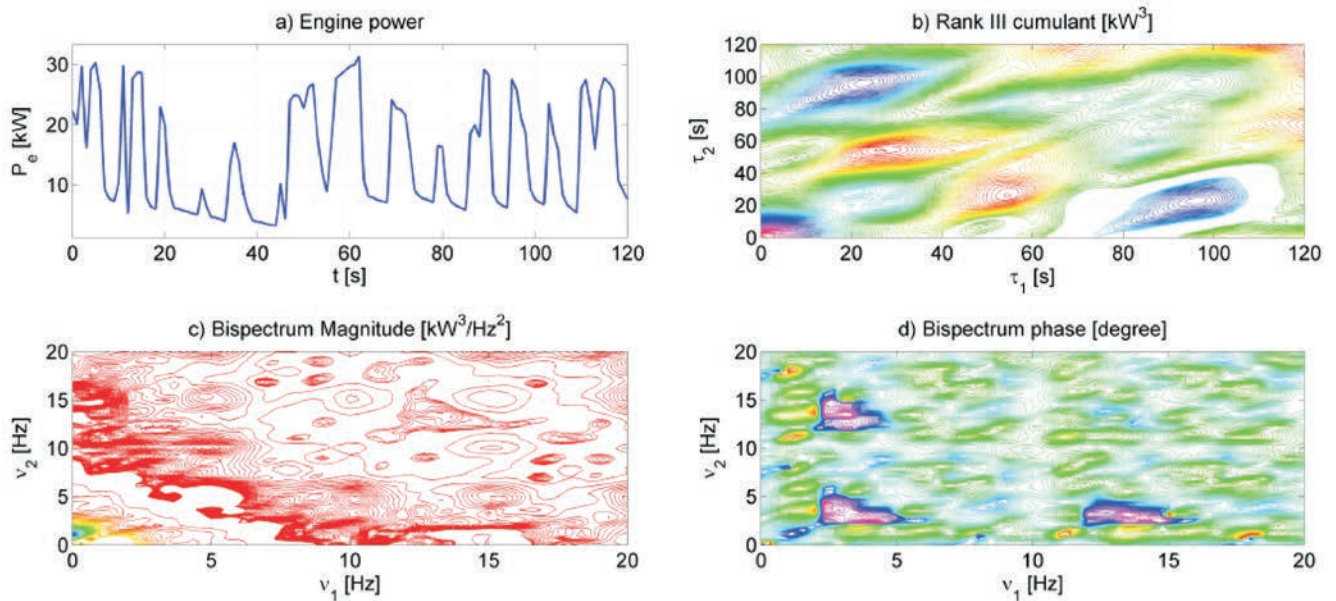 a) Engine power
30
20
10
P_e [kW]
0 20 40 60 80 100 120
t [s]
b) Rank III cumulant [kW³]
120
100
80
60
40
20
0
τ₂ [s]
0 20 40 60 80 100 120
τ₁ [s]
c) Bispectrum Magnitude [kW³/Hz²]
20
15
10
5
0
ν₂ [Hz]
0 5 10 15 20
ν₁ [Hz]
d) Bispectrum phase [degree]
20
15
10
5
0
ν₂ [Hz]
0 5 10 15 20
ν₁ [Hz]